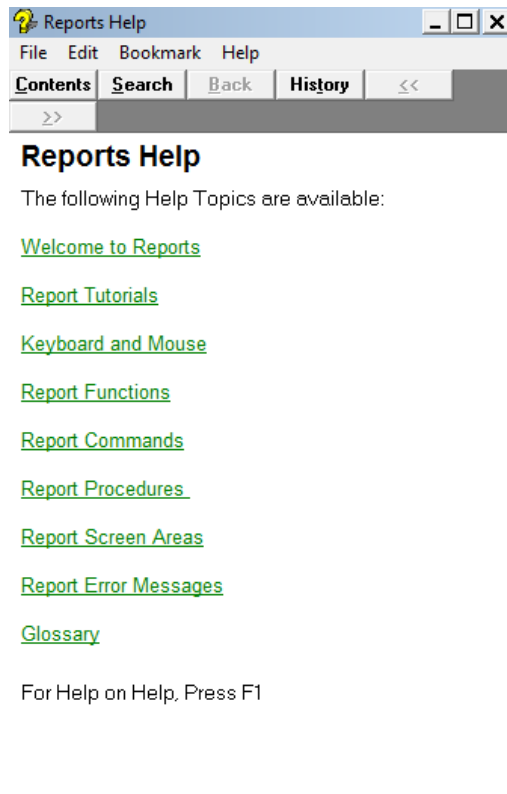 Reports Help
File Edit Bookmark Help
Contents Search Back History <<
>>
Reports Help
The following Help Topics are available:
Welcome to Reports
Report Tutorials
Keyboard and Mouse
Report Functions
Report Commands
Report Procedures
Report Screen Areas
Report Error Messages
Glossary
For Help on Help, Press F1